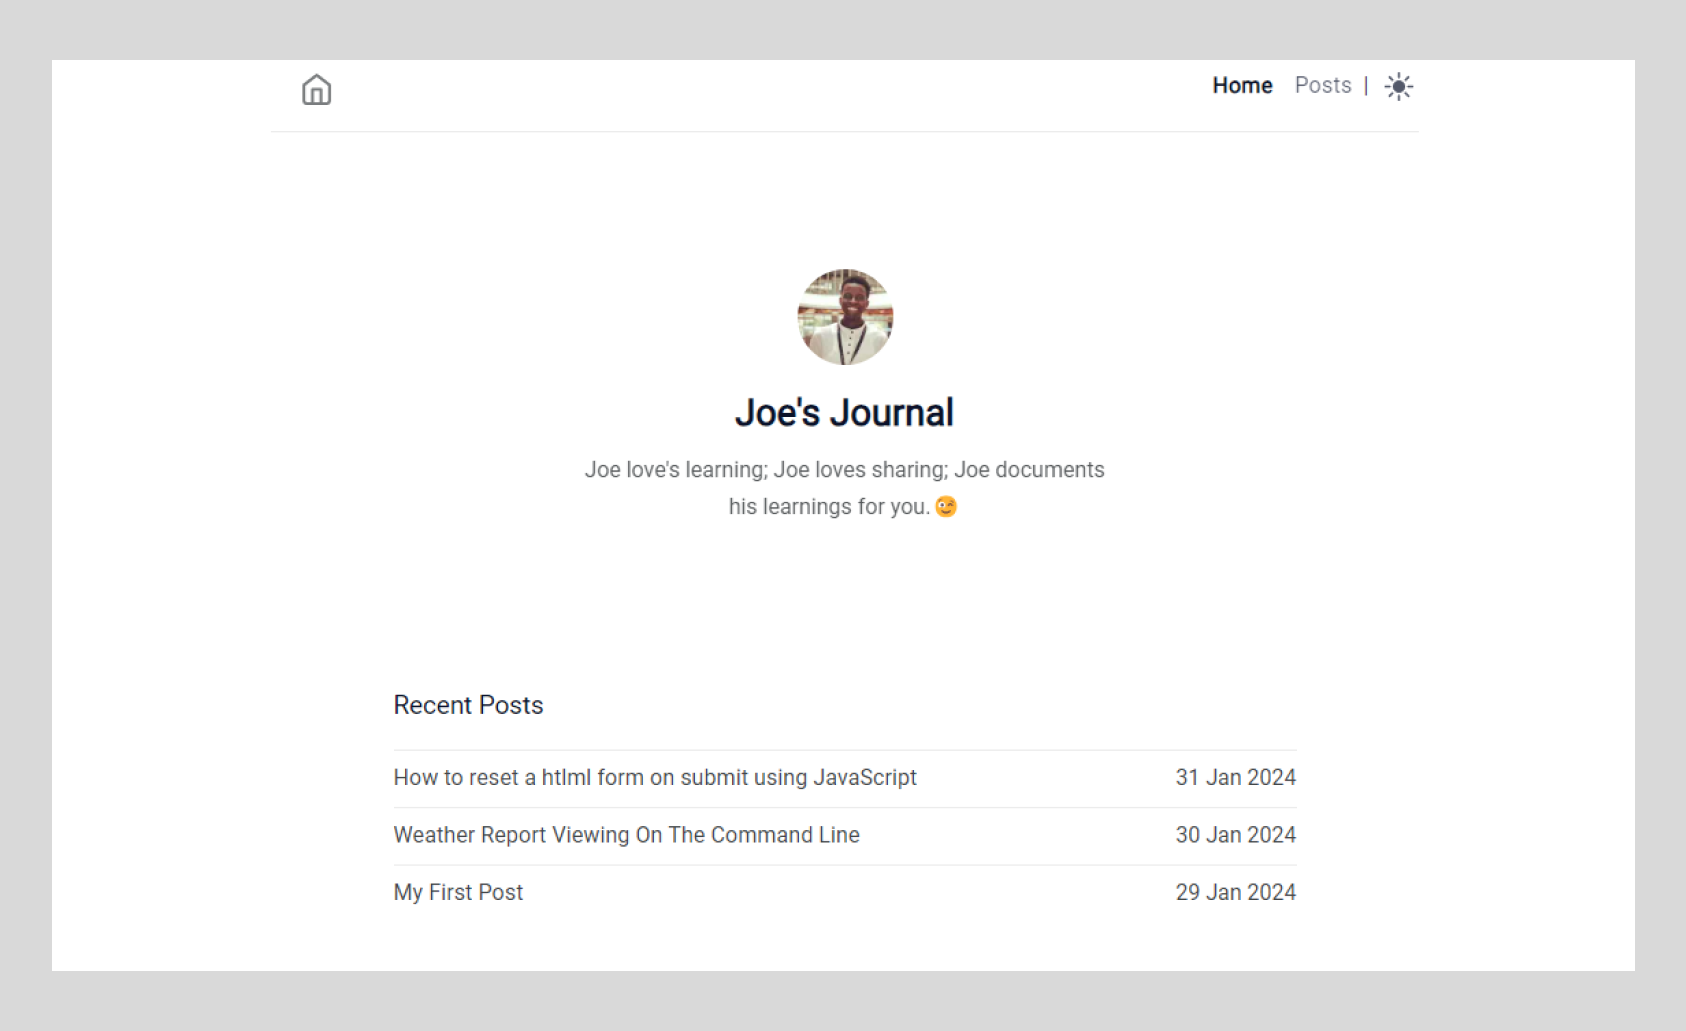 Home Posts |
Joe's Journal
Joe love's learning; Joe loves sharing; Joe documents
his learnings for you. 😉
Recent Posts
How to reset a htlml form on submit using JavaScript 31 Jan 2024
Weather Report Viewing On The Command Line 30 Jan 2024
My First Post 29 Jan 2024